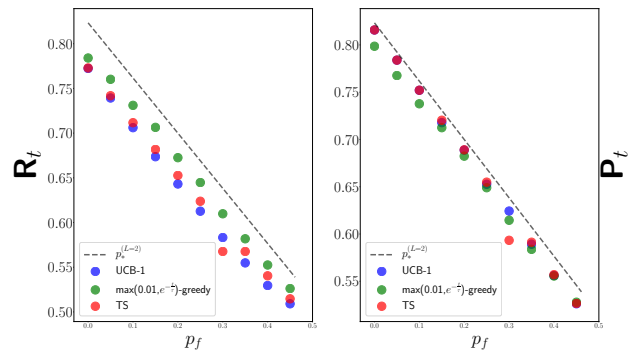 0.80
0.75
0.70
0.65
0.60
0.55
0.50
R_t
p_*^{(L=2)}
UCB-1
max(0.01, e^{-t/τ})-greedy
TS
0.0 0.1 0.2 0.3 0.4 0.5
p_f
0.80
0.75
0.70
0.65
0.60
0.55
P_t
p_*^{(L=2)}
UCB-1
max(0.01, e^{-t/τ})-greedy
TS
0.0 0.1 0.2 0.3 0.4 0.5
p_f